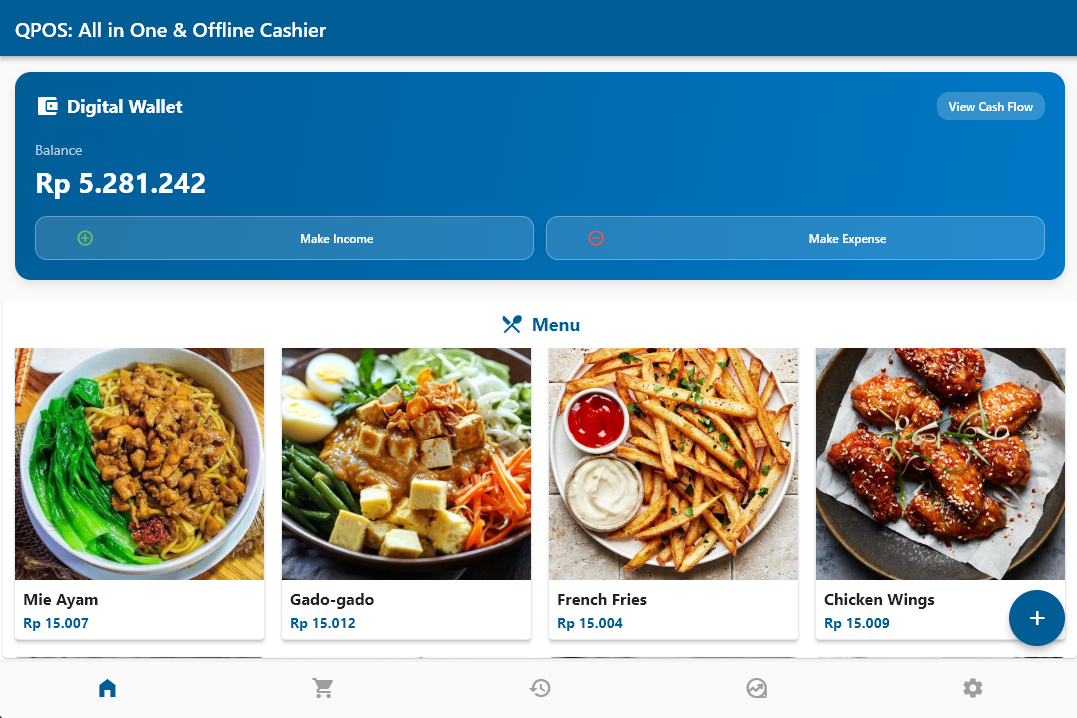 QPOS: All in One & Offline Cashier
Digital Wallet
View Cash Flow
Balance
Rp 5.281.242
Make Income
Make Expense
Menu
Mie Ayam
Rp 15.007
Gado-gado
Rp 15.012
French Fries
Rp 15.004
Chicken Wings
Rp 15.009